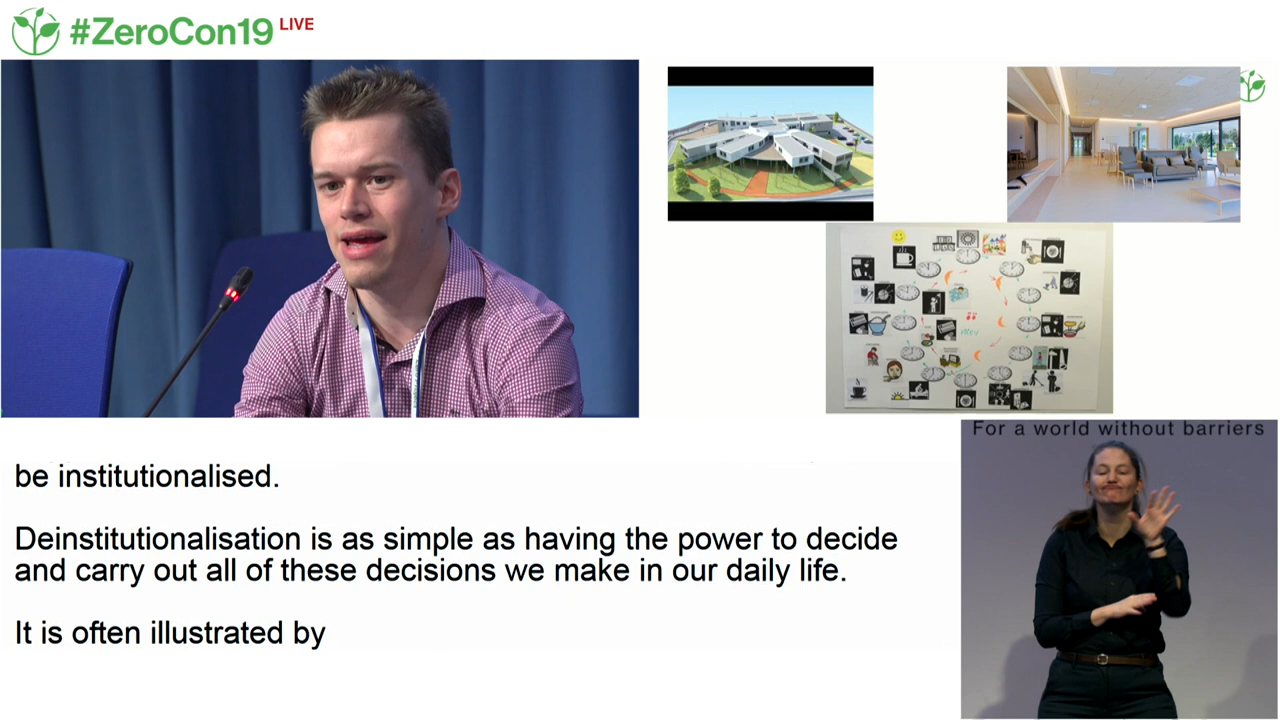 #ZeroCon19 LIVE
For a world without barriers
be institutionalised.
Deinstitutionalisation is as simple as having the power to decide
and carry out all of these decisions we make in our daily life.
It is often illustrated by